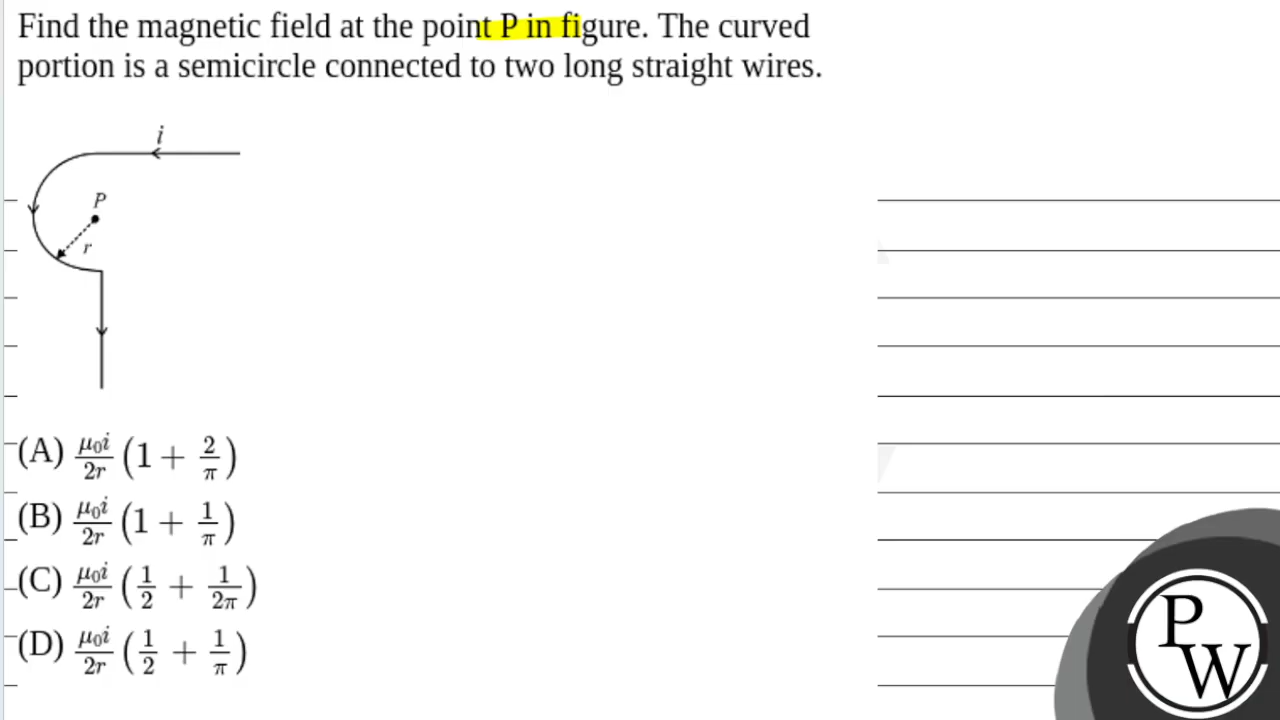 Find the magnetic field at the point P in figure. The curved
portion is a semicircle connected to two long straight wires.
i
P
r
(A) μ₀i/2r (1 + 2/π)
(B) μ₀i/2r (1 + 1/π)
(C) μ₀i/2r (1/2 + 1/2π)
(D) μ₀i/2r (1/2 + 1/π)
PW